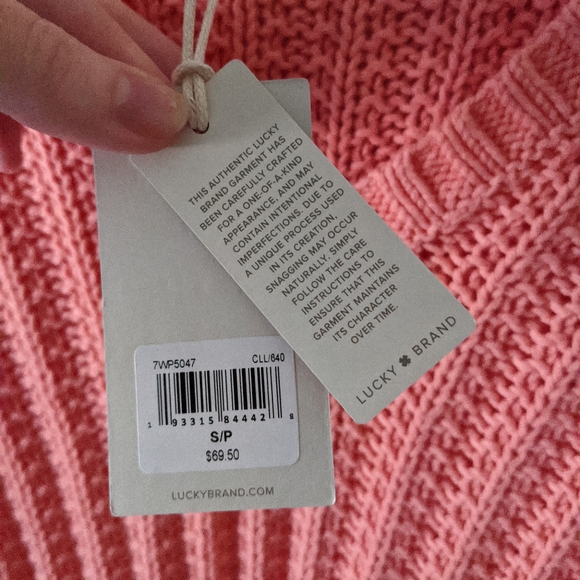 THIS AUTHENTIC LUCKY
BRAND GARMENT HAS
BEEN CAREFULLY CRAFTED
FOR A ONE-OF-A-KIND
APPEARANCE, AND MAY
CONTAIN INTENTIONAL
IMPERFECTIONS. DUE TO
A UNIQUE PROCESS USED
IN ITS CREATION,
SNAGGING MAY OCCUR
NATURALLY. SIMPLY
FOLLOW THE CARE
INSTRUCTIONS TO
ENSURE THAT THIS
GARMENT MAINTAINS
ITS CHARACTER
OVER TIME.
LUCKY BRAND
7WP5047 CLL/640
1 93315 84442 8
S/P
$69.50
LUCKYBRAND.COM